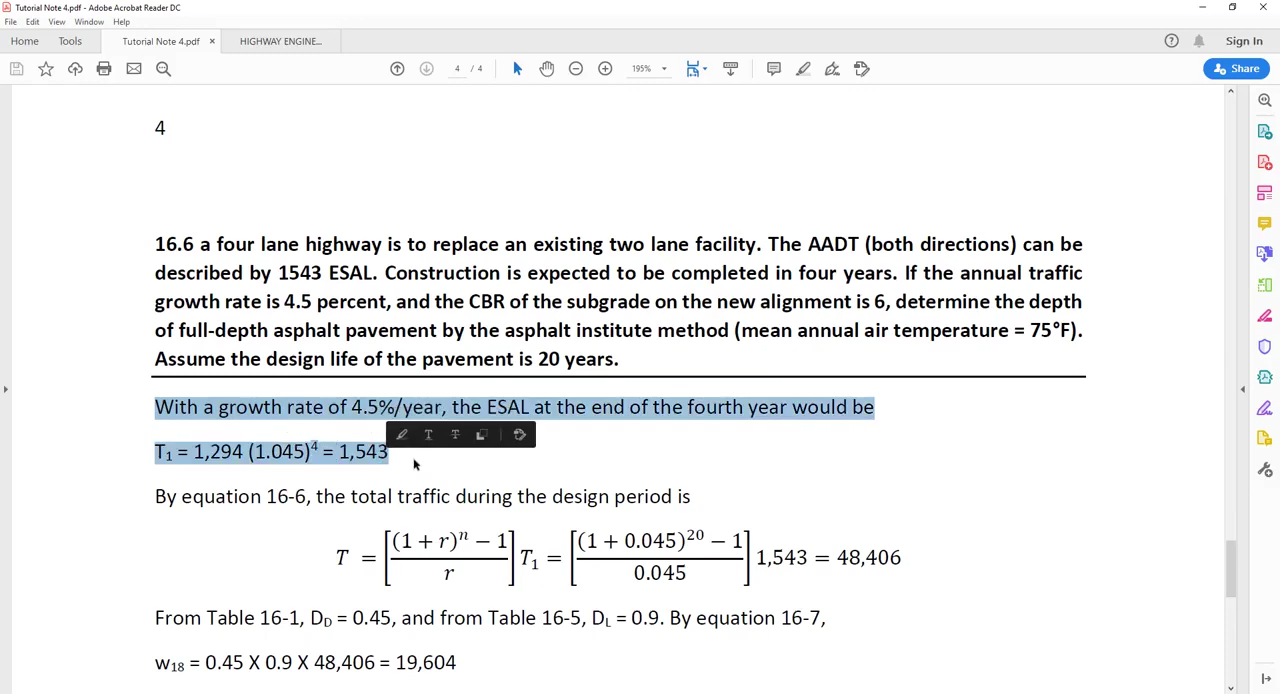 Tutorial Note 4.pdf - Adobe Acrobat Reader DC
File Edit View Window Help
Home Tools Tutorial Note 4.pdf × HIGHWAY ENGINE... Sign In
4 / 4 195% Share
4
16.6 a four lane highway is to replace an existing two lane facility. The AADT (both directions) can be
described by 1543 ESAL. Construction is expected to be completed in four years. If the annual traffic
growth rate is 4.5 percent, and the CBR of the subgrade on the new alignment is 6, determine the depth
of full-depth asphalt pavement by the asphalt institute method (mean annual air temperature = 75°F).
Assume the design life of the pavement is 20 years.
With a growth rate of 4.5%/year, the ESAL at the end of the fourth year would be
T₁ = 1,294 (1.045)⁴ = 1,543
By equation 16-6, the total traffic during the design period is
T = [((1 + r)ⁿ − 1)/r] T₁ = [((1 + 0.045)²⁰ − 1)/0.045] 1,543 = 48,406
From Table 16-1, D_D = 0.45, and from Table 16-5, D_L = 0.9. By equation 16-7,
w₁₈ = 0.45 X 0.9 X 48,406 = 19,604